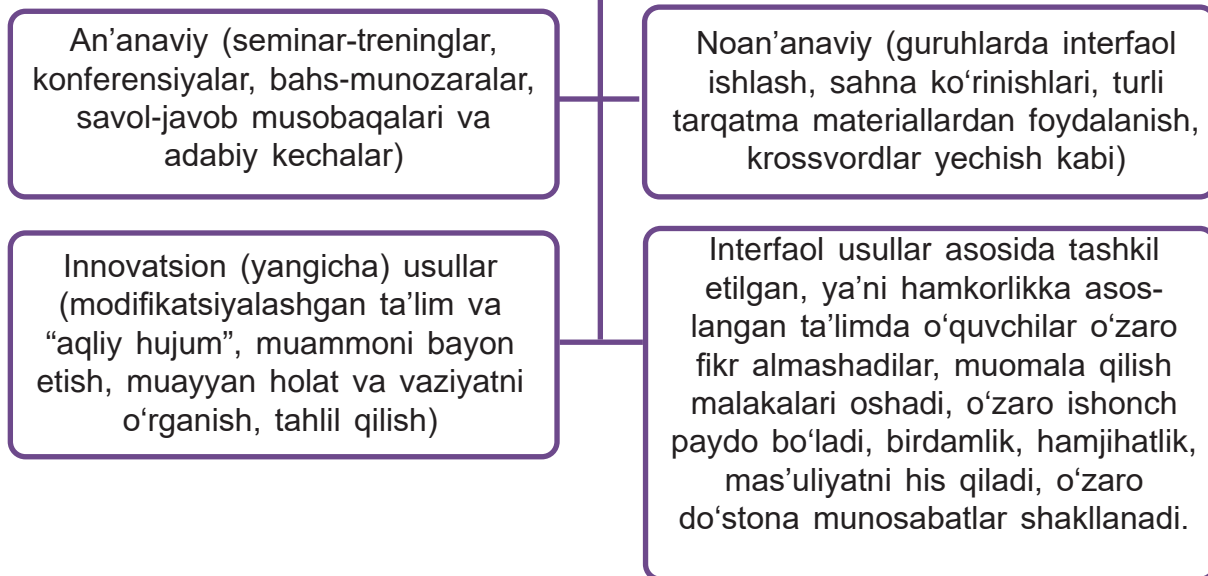 An’anaviy (seminar-treninglar,
konferensiyalar, bahs-munozaralar,
savol-javob musobaqalari va
adabiy kechalar)
Noan’anaviy (guruhlarda interfaol
ishlash, sahna ko‘rinishlari, turli
tarqatma materiallardan foydalanish,
krossvordlar yechish kabi)
Innovatsion (yangicha) usullar
(modifikatsiyalashgan ta’lim va
“aqliy hujum”, muammoni bayon
etish, muayyan holat va vaziyatni
o‘rganish, tahlil qilish)
Interfaol usullar asosida tashkil
etilgan, ya’ni hamkorlikka asos-
langan ta’limda o‘quvchilar o‘zaro
fikr almashadilar, muomala qilish
malakalari oshadi, o‘zaro ishonch
paydo bo‘ladi, birdamlik, hamjihatlik,
mas’uliyatni his qiladi, o‘zaro
do‘stona munosabatlar shakllanadi.